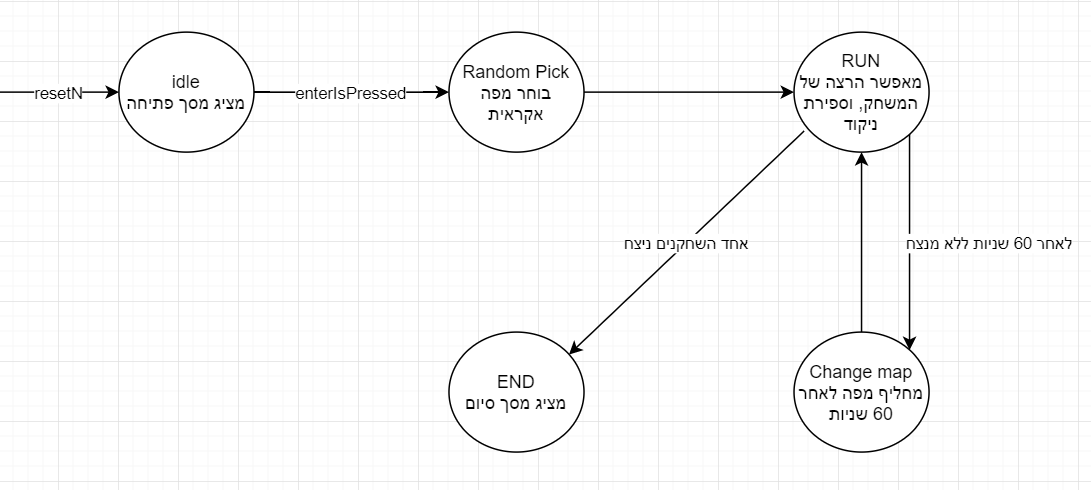 resetN
idle
מציג מסך פתיחה
enterIsPressed
Random Pick
בוחר מפה
אקראית
RUN
מאפשר הרצה של
המשחק, וספירת
ניקוד
אחד השחקנים ניצח
לאחר 60 שניות ללא מנצח
END
מציג מסך סיום
Change map
מחליף מפה לאחר
60 שניות